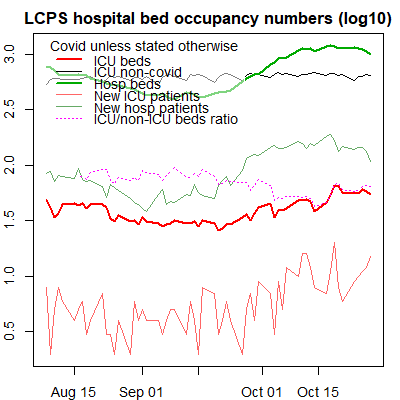 LCPS hospital bed occupancy numbers (log10)
Covid unless stated otherwise
ICU beds
ICU non-covid
Hosp beds
New ICU patients
New hosp patients
ICU/non-ICU beds ratio
3.0
2.5
2.0
1.5
1.0
0.5
Aug 15
Sep 01
Oct 01
Oct 15